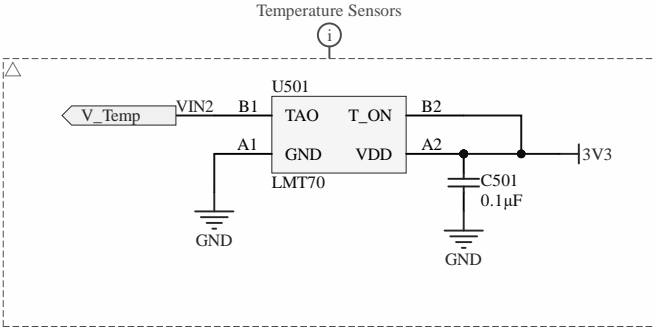 Temperature Sensors
i
U501
V_Temp VIN2 B1 TAO T_ON B2
A1 GND VDD A2 3V3
LMT70 C501
0.1µF
GND
GND